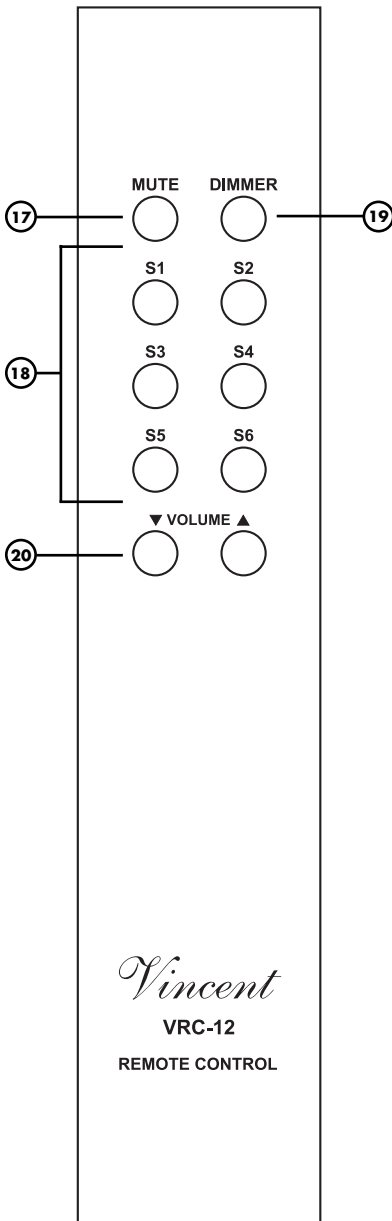 MUTE DIMMER
17 19
S1 S2
S3 S4
18
S5 S6
▼ VOLUME ▲
20
Vincent
VRC-12
REMOTE CONTROL